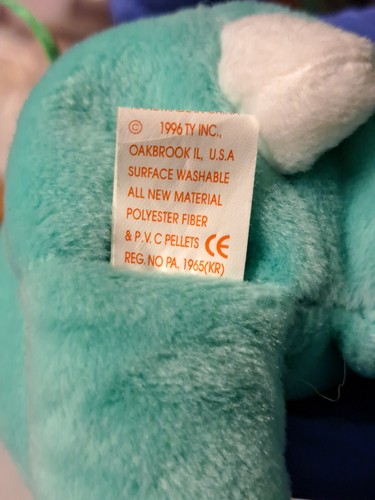 © 1996 TY INC.,
OAKBROOK IL, U.S.A
SURFACE WASHABLE
ALL NEW MATERIAL
POLYESTER FIBER
& P.V.C PELLETS CE
REG. NO PA. 1965(KR)